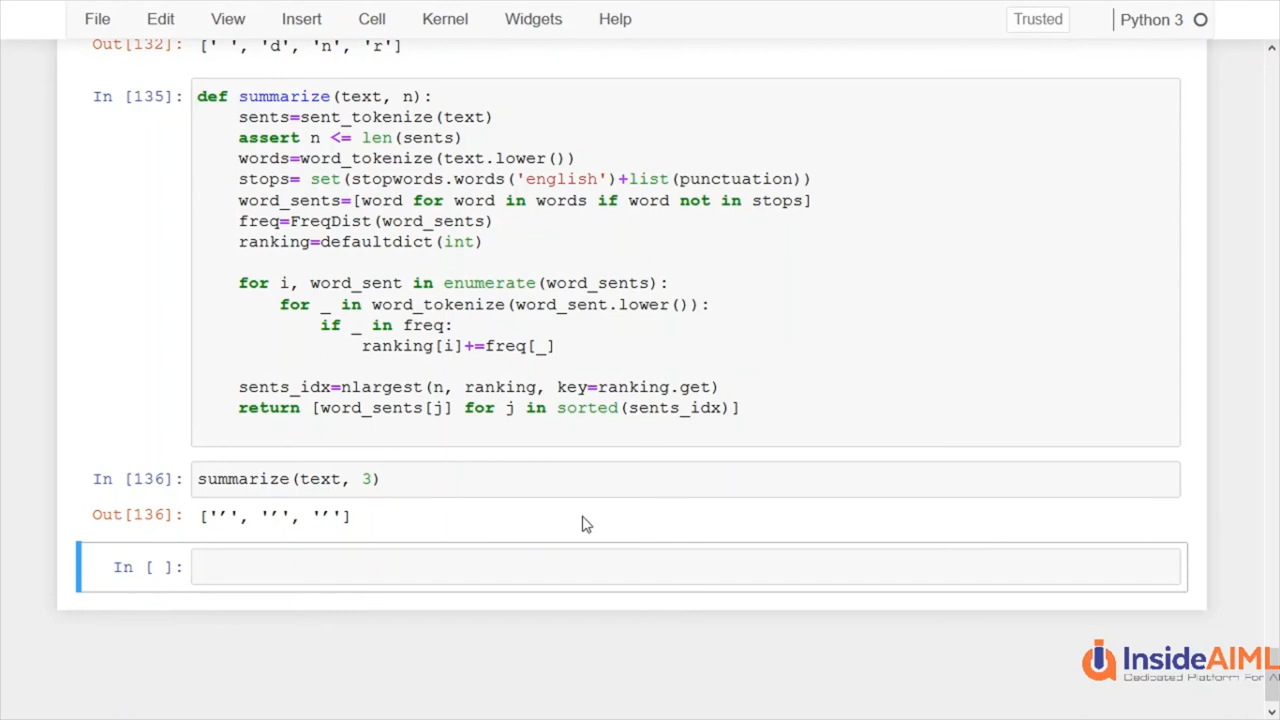 File Edit View Insert Cell Kernel Widgets Help Trusted Python 3
Out[132]: [' ', 'd', 'n', 'r']
In [135]: def summarize(text, n):
    sents=sent_tokenize(text)
    assert n <= len(sents)
    words=word_tokenize(text.lower())
    stops= set(stopwords.words('english')+list(punctuation))
    word_sents=[word for word in words if word not in stops]
    freq=FreqDist(word_sents)
    ranking=defaultdict(int)
    for i, word_sent in enumerate(word_sents):
        for _ in word_tokenize(word_sent.lower()):
            if _ in freq:
                ranking[i]+=freq[_]
    sents_idx=nlargest(n, ranking, key=ranking.get)
    return [word_sents[j] for j in sorted(sents_idx)]
In [136]: summarize(text, 3)
Out[136]: ['’', '’', '’']
In [ ]:
InsideAIML
Dedicated Platform For